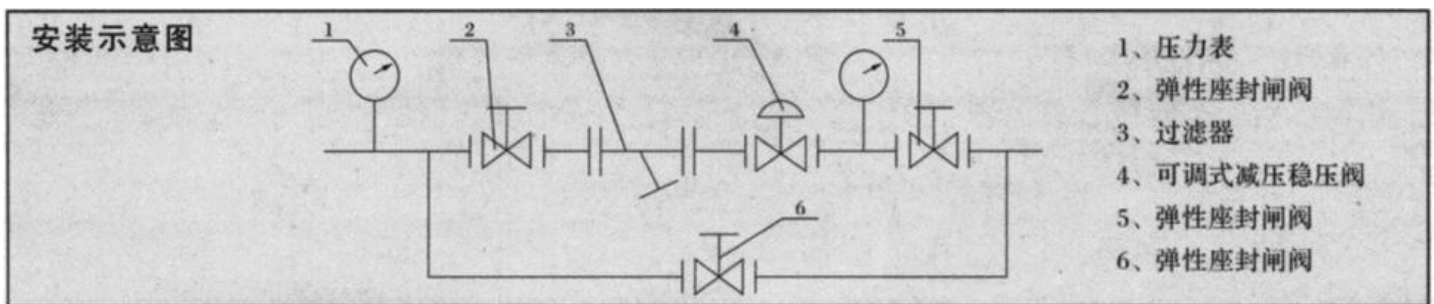 安装示意图
1 2 3 4 5
6
1、压力表
2、弹性座封闸阀
3、过滤器
4、可调式减压稳压阀
5、弹性座封闸阀
6、弹性座封闸阀